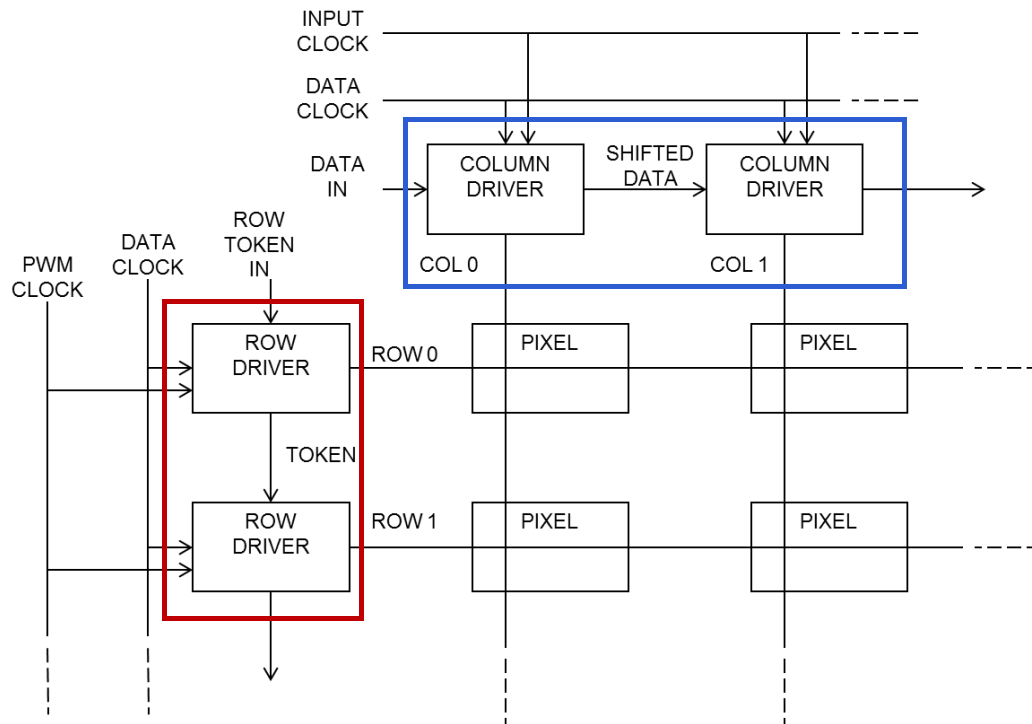 INPUT
CLOCK
DATA
CLOCK
DATA
IN
COLUMN
DRIVER
SHIFTED
DATA
COLUMN
DRIVER
ROW
TOKEN
IN
DATA
CLOCK
PWM
CLOCK
COL 0
COL 1
ROW
DRIVER
ROW 0
PIXEL
PIXEL
TOKEN
ROW
DRIVER
ROW 1
PIXEL
PIXEL